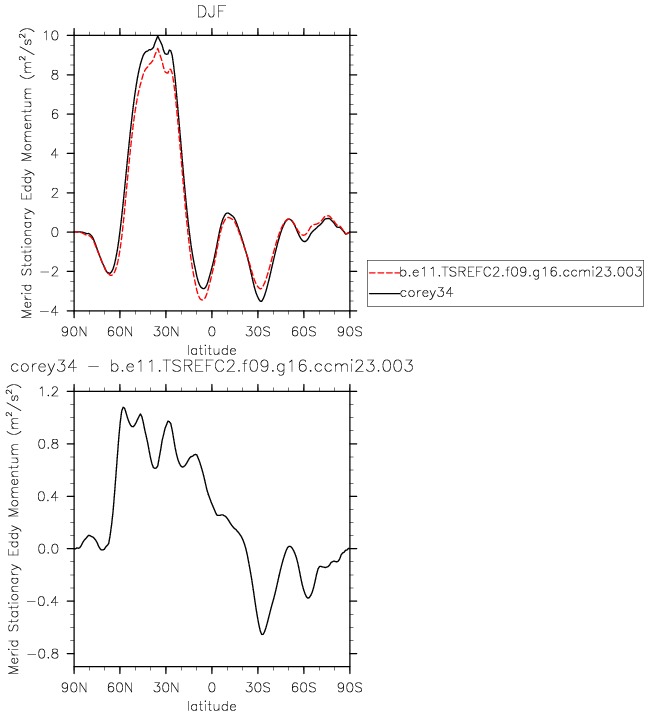 DJF
Merid Stationary Eddy Momentum (m²/s²)
10
8
6
4
2
0
−2
−4
90N 60N 30N 0 30S 60S 90S
latitude
b.e11.TSREFC2.f09.g16.ccmi23.003
corey34
corey34 − b.e11.TSREFC2.f09.g16.ccmi23.003
Merid Stationary Eddy Momentum (m²/s²)
1.2
0.8
0.4
0.0
−0.4
−0.8
90N 60N 30N 0 30S 60S 90S
latitude